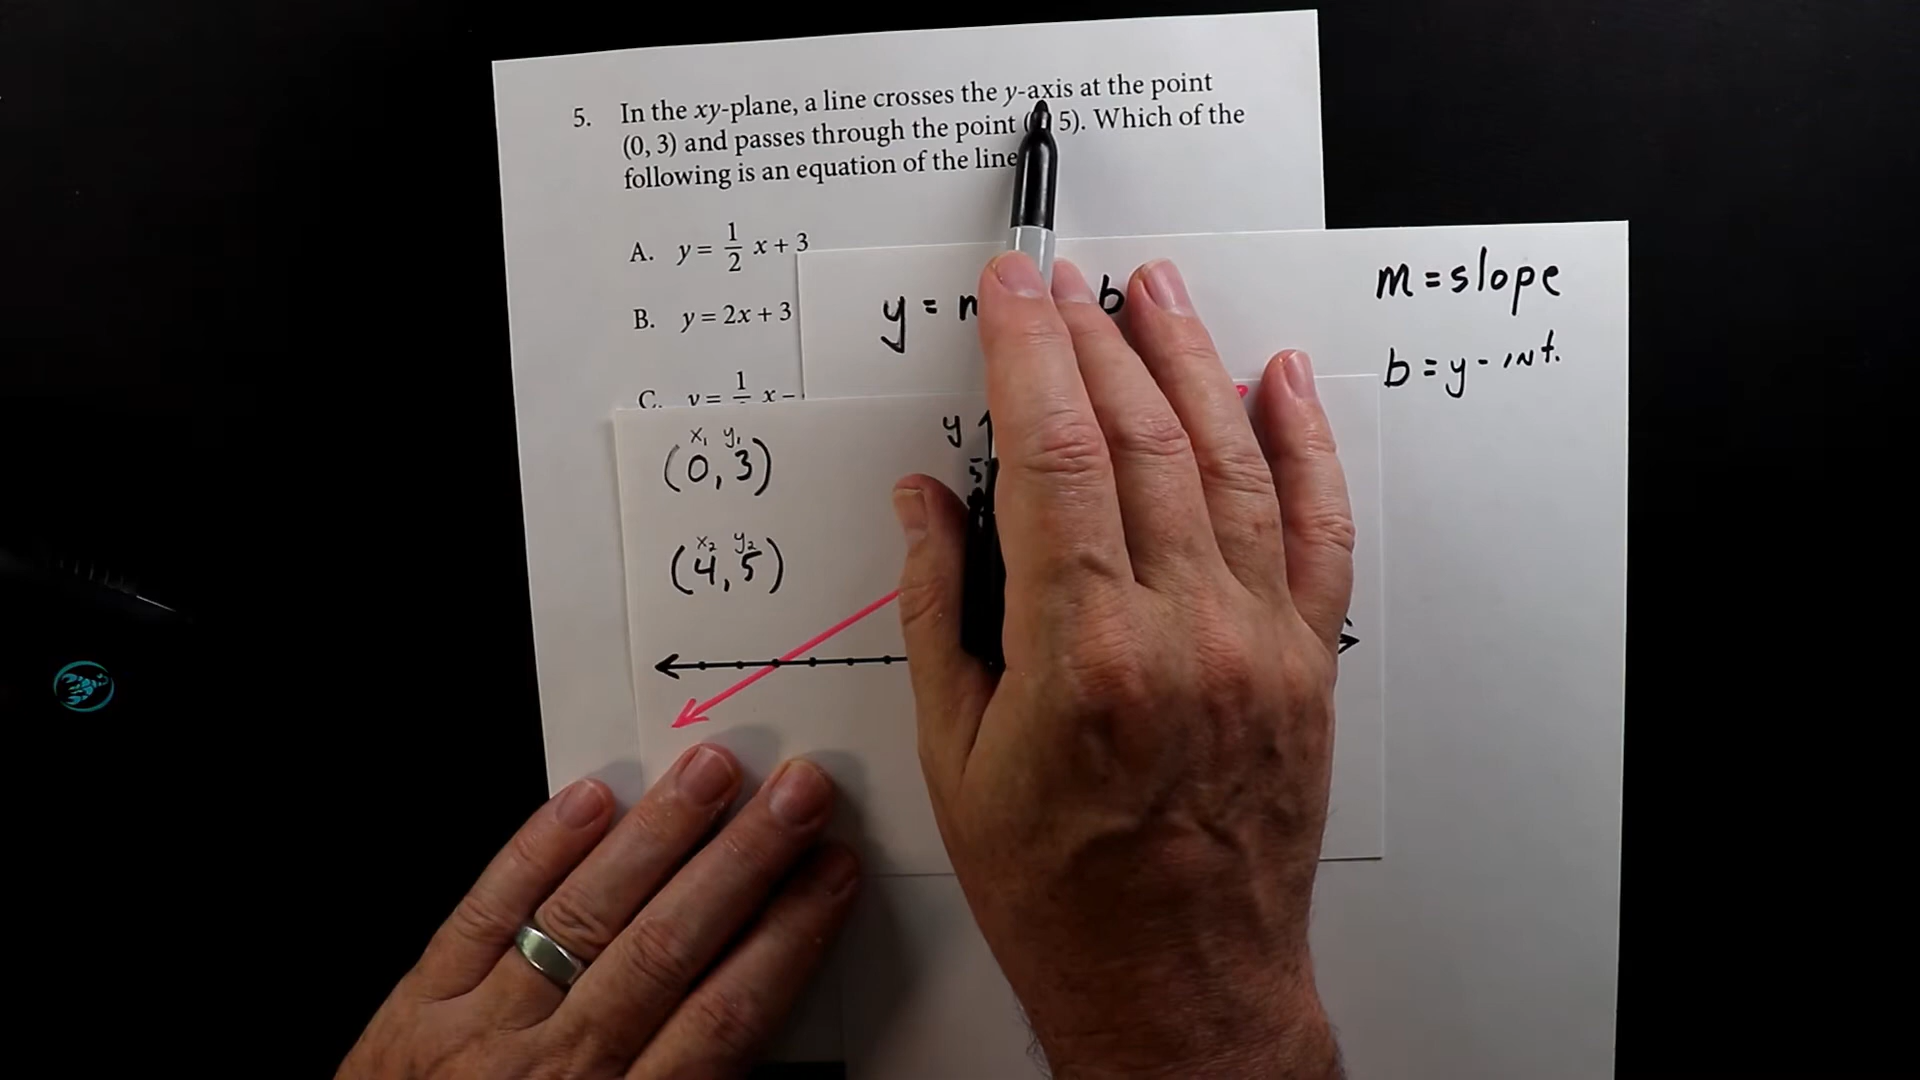 5. In the xy-plane, a line crosses the y-axis at the point
(0, 3) and passes through the point ( 5). Which of the
following is an equation of the line
A. y = 1/2 x + 3
B. y = 2x + 3
C. y = 1 x −
y = b
m = slope
b = y - int.
x₁ y₁
(0, 3)
x₂ y₂
(4, 5)
y
5